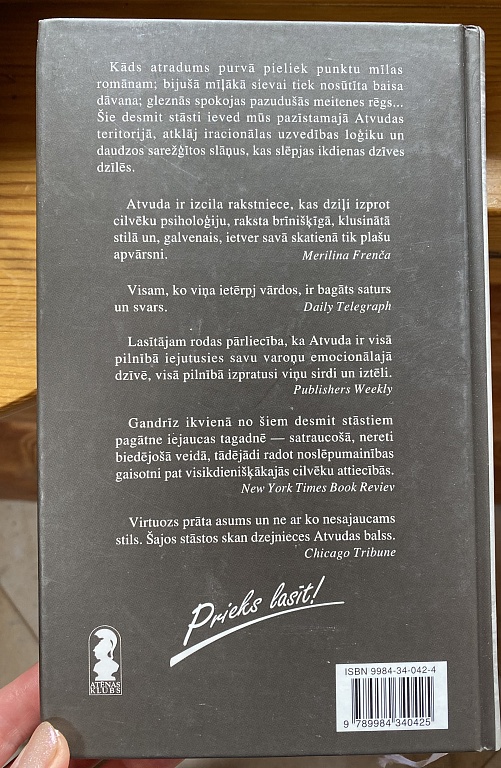 Kāds atradums purvā pieliek punktu mīlas
romānam; bijušā mīļākā sievai tiek nosūtīta baisa
dāvana; gleznās spokojas pazudušās meitenes rēgs...
Šie desmit stāsti ieved mūs pazīstamajā Atvudas
teritorijā, atklāj iracionālas uzvedības loģiku un
daudzos sarežģītos slāņus, kas slēpjas ikdienas dzīves
dzīlēs.
Atvuda ir izcila rakstniece, kas dziļi izprot
cilvēku psiholoģiju, raksta brīnišķīgā, klusinātā
stilā un, galvenais, ietver savā skatienā tik plašu
apvārsni. Merilina Frenča
Visam, ko viņa ietērpj vārdos, ir bagāts saturs
un svars. Daily Telegraph
Lasītājam rodas pārliecība, ka Atvuda ir visā
pilnībā iejutusies savu varoņu emocionālajā
dzīvē, visā pilnībā izpratusi viņu sirdi un iztēli.
Publishers Weekly
Gandrīz ikvienā no šiem desmit stāstiem
pagātne iejaucas tagadnē — satraucošā, nereti
biedējošā veidā, tādējādi radot noslēpumainības
gaisotni pat visikdienišķākajās cilvēku attiecībās.
New York Times Book Reviev
Virtuozs prāta asums un ne ar ko nesajaucams
stils. Šajos stāstos skan dzejnieces Atvudas balss.
Chicago Tribune
Prieks lasīt!
ATĒNAS
KLUBS
ISBN 9984-34-042-4
9 789984 340425